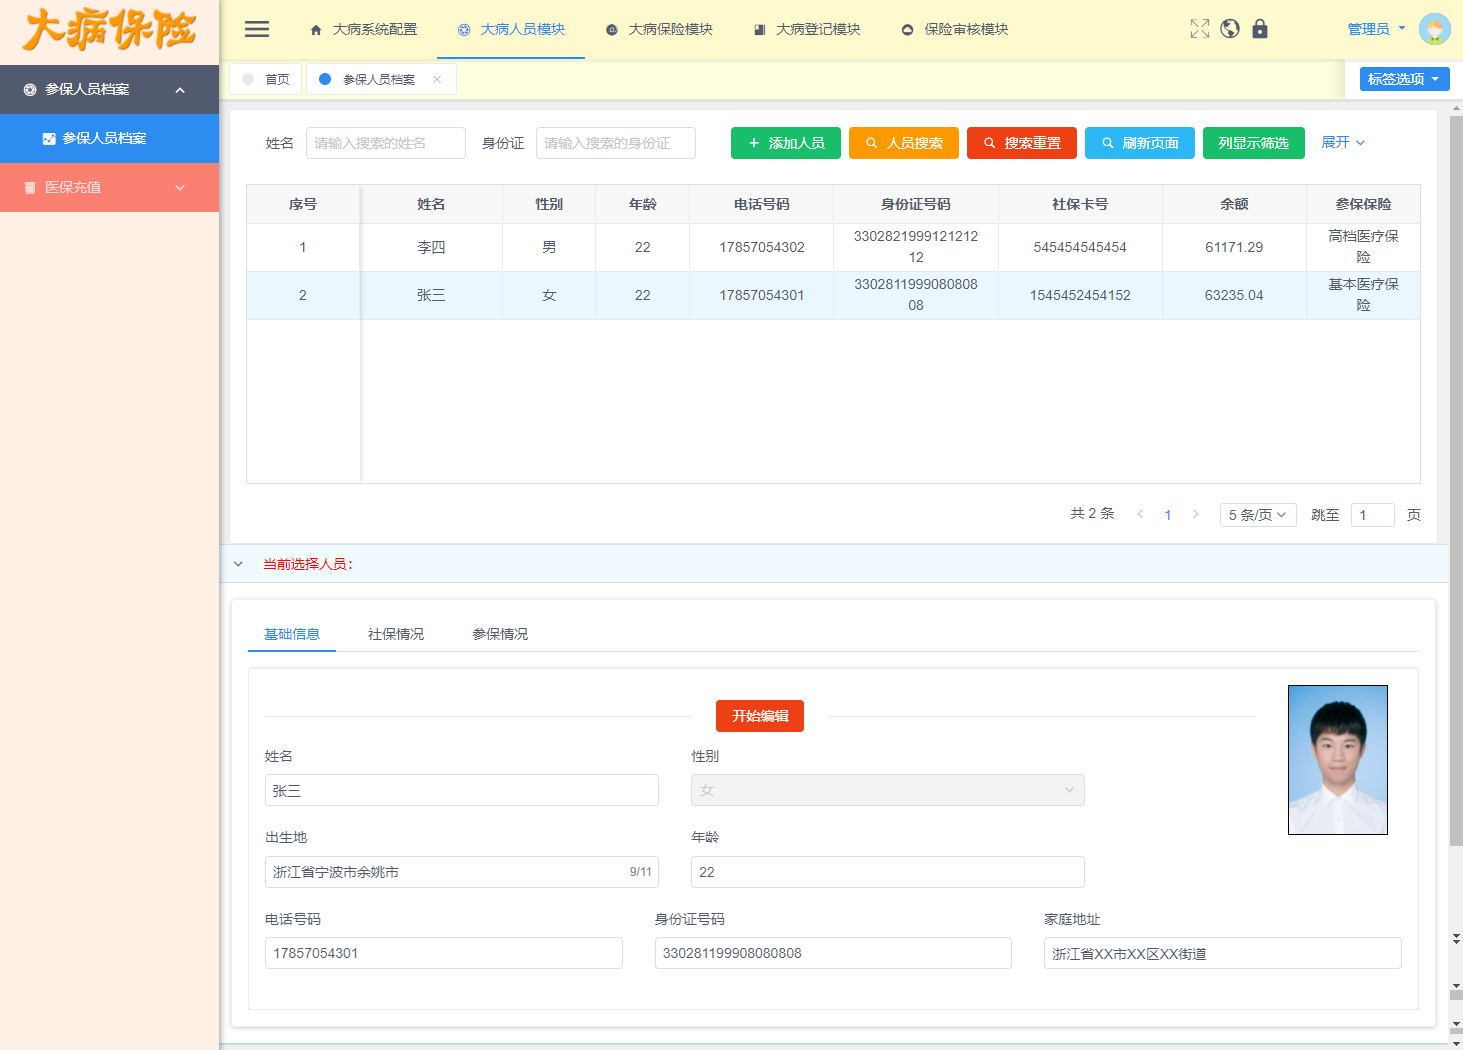 大病保险
大病系统配置
大病人员模块
大病保险模块
大病登记模块
保险审核模块
管理员
参保人员档案
参保人员档案
医保充值
首页
参保人员档案
标签选项
姓名 请输入搜索的姓名 身份证 请输入搜索的身份证 添加人员 人员搜索 搜索重置 刷新页面 列显示筛选 展开
序号 姓名 性别 年龄 电话号码 身份证号码 社保卡号 余额 参保保险
1 李四 男 22 17857054302 330282199912121212 545454545454 61171.29 高档医疗保险
2 张三 女 22 17857054301 330281199908080808 1545452454152 63235.04 基本医疗保险
共 2 条 1 5 条/页 跳至 1 页
当前选择人员：
基础信息 社保情况 参保情况
开始编辑
姓名 性别
张三 女
出生地 年龄
浙江省宁波市余姚市 9/11 22
电话号码 身份证号码 家庭地址
17857054301 330281199908080808 浙江省XX市XX区XX街道